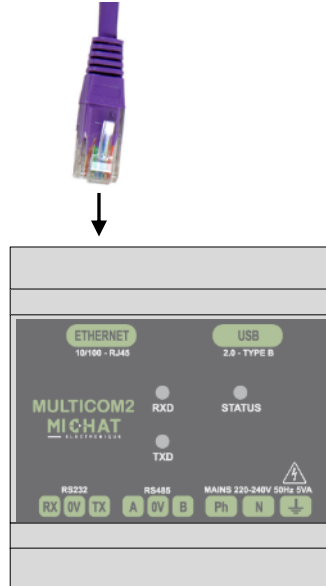 ETHERNET USB
10/100 - RJ45 2.0 - TYPE B
MULTICOM2 RXD STATUS
MICHAT
ELECTRONIQUE
TXD
RS232 RS485 MAINS 220-240V 50Hz 5VA
RX 0V TX A 0V B Ph N